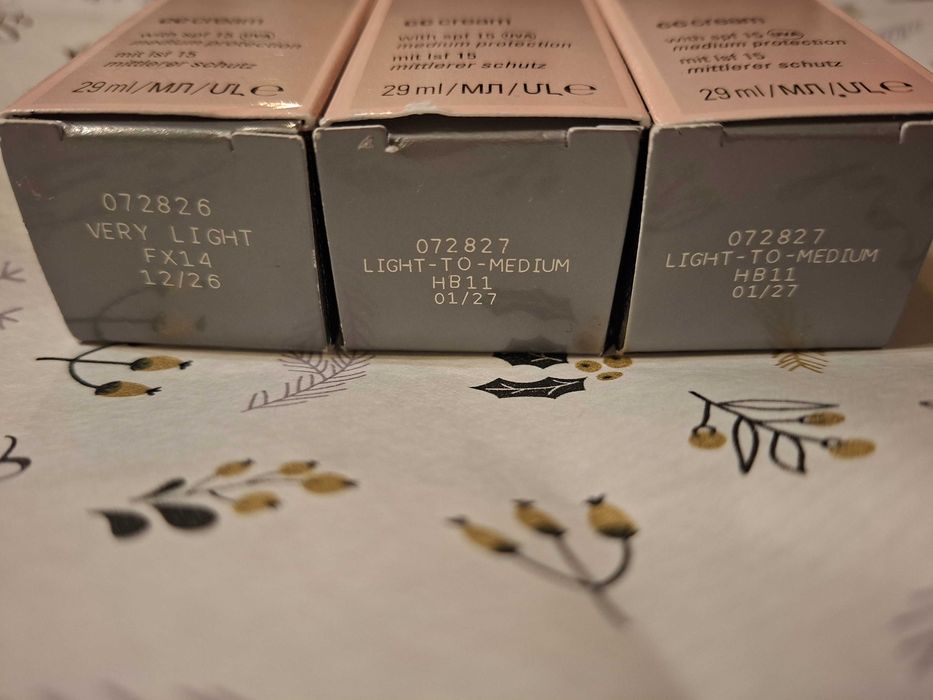 cc cream
with spf 15 (UVA)
medium protection
mit lsf 15
mittlerer schutz
29 ml/МЛ/ՄԼ ℮
072826
VERY LIGHT
FX14
12/26
cc cream
with spf 15 (UVA)
medium protection
mit lsf 15
mittlerer schutz
29 ml/МЛ/ՄԼ ℮
072827
LIGHT-TO-MEDIUM
HB11
01/27
cc cream
with spf 15 (UVA)
medium protection
mit lsf 15
mittlerer schutz
29 ml/МЛ/ՄԼ ℮
072827
LIGHT-TO-MEDIUM
HB11
01/27